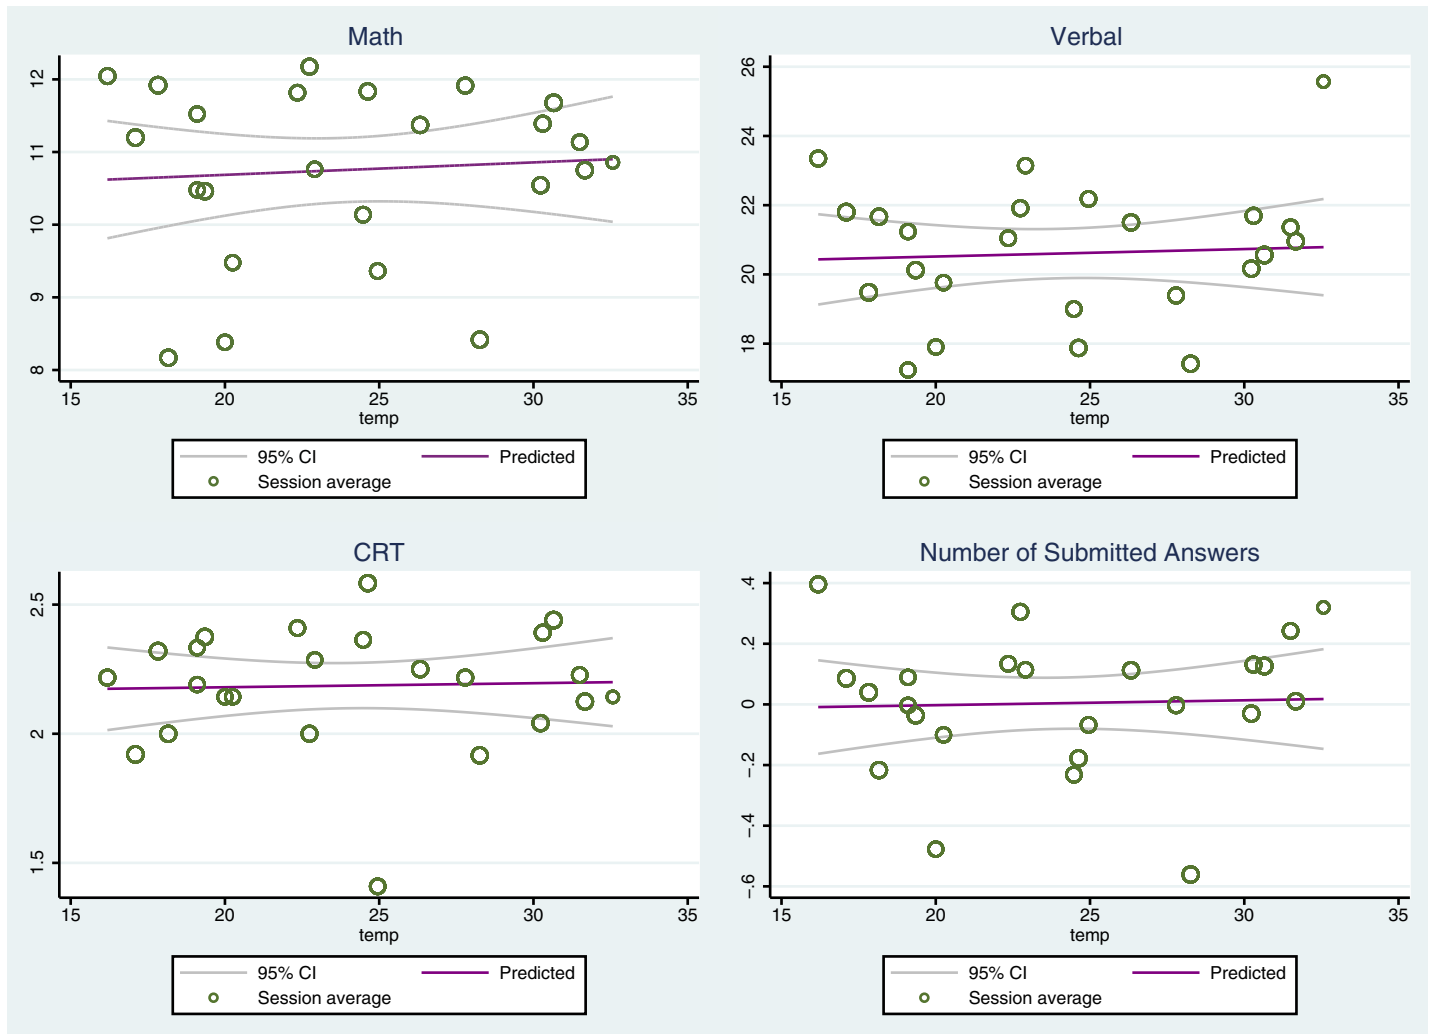 Math
12
11
10
9
8
15 20 25 30 35
temp
95% CI Predicted
Session average
Verbal
26
24
22
20
18
15 20 25 30 35
temp
95% CI Predicted
Session average
CRT
2.5
2
1.5
15 20 25 30 35
temp
95% CI Predicted
Session average
Number of Submitted Answers
.4
.2
0
-.2
-.4
-.6
15 20 25 30 35
temp
95% CI Predicted
Session average